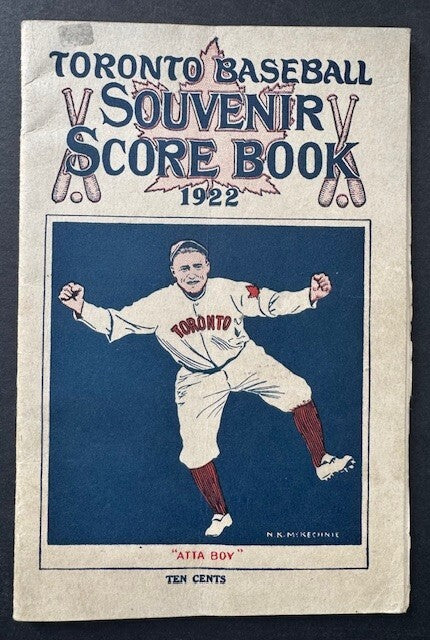 TORONTO BASEBALL
SOUVENIR
SCORE BOOK
1922
TORONTO
N.K. McKECHNIE
"ATTA BOY"
TEN CENTS